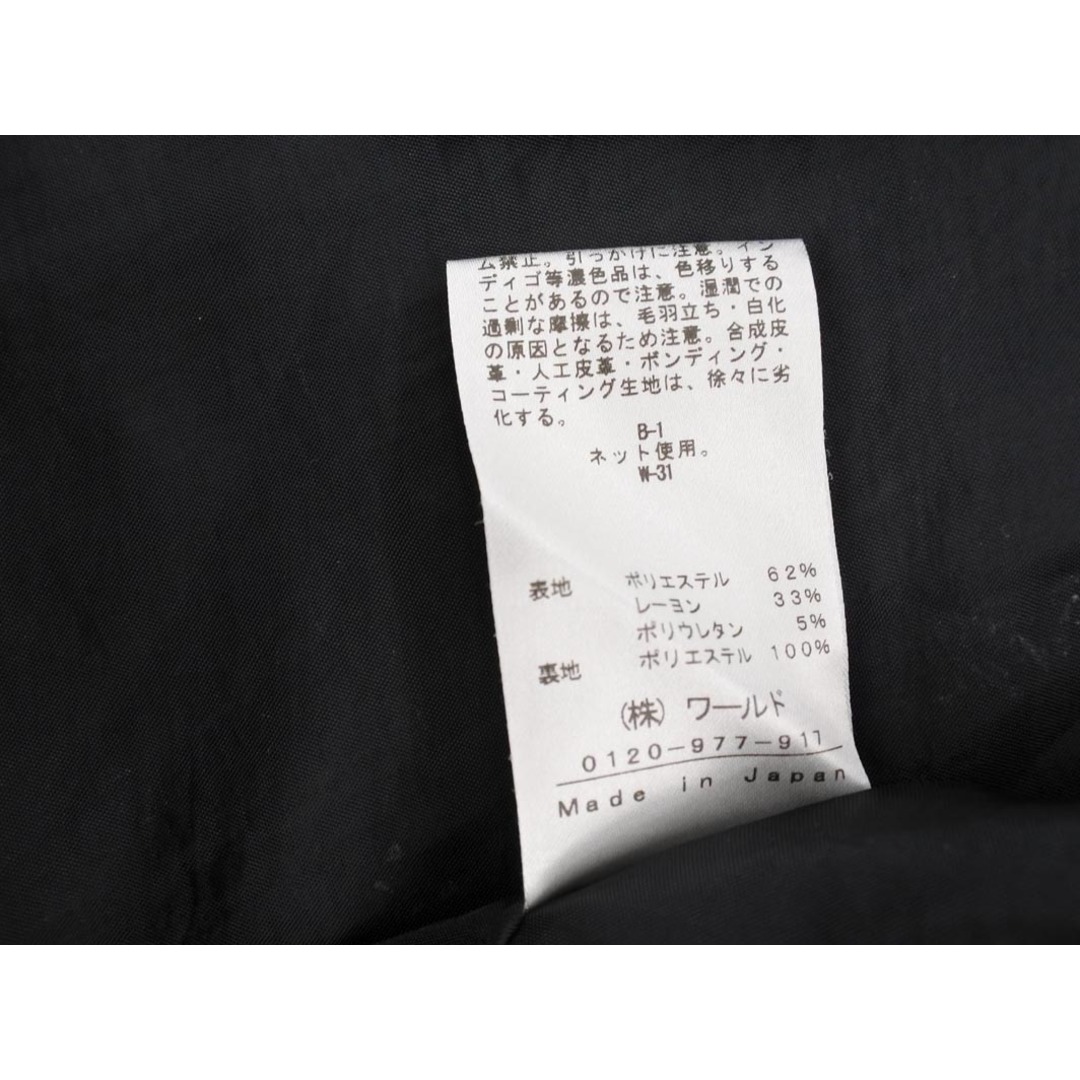 ム禁止。引っかけに注意。イン
ディゴ等濃色品は、色移りする
ことがあるので注意。湿潤での
過剰な摩擦は、毛羽立ち・白化
の原因となるため注意。合成皮
革・人工皮革・ボンディング・
コーティング生地は、徐々に劣
化する。
B-1
ネット使用。
W-31
表地 ポリエステル 62%
レーヨン 33%
ポリウレタン 5%
裏地 ポリエステル 100%
(株) ワールド
0120-977-911
Made in Japan